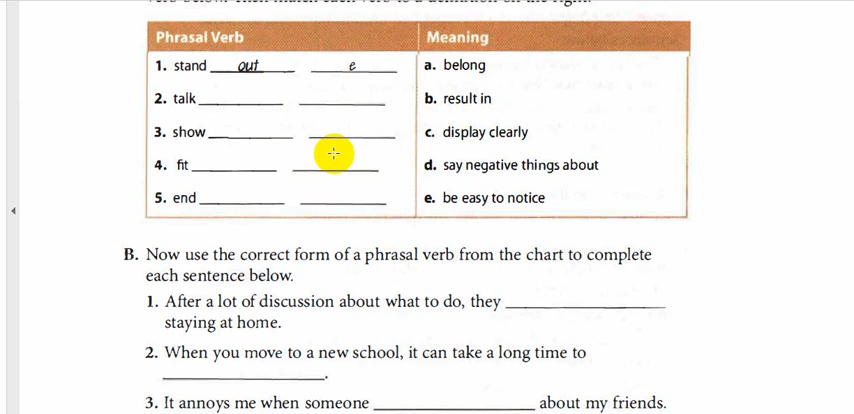 Phrasal Verb Meaning
1. stand out e a. belong
2. talk b. result in
3. show c. display clearly
4. fit d. say negative things about
5. end e. be easy to notice
B. Now use the correct form of a phrasal verb from the chart to complete
each sentence below.
1. After a lot of discussion about what to do, they
staying at home.
2. When you move to a new school, it can take a long time to
.
3. It annoys me when someone about my friends.